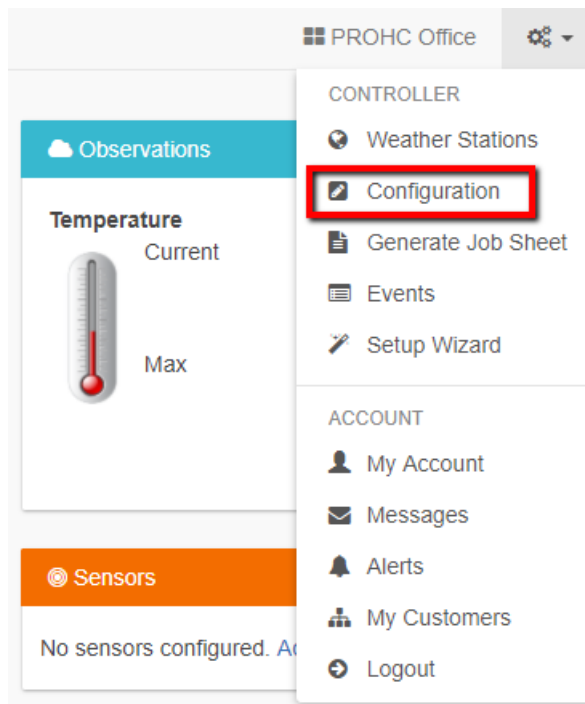 PROHC Office
CONTROLLER
Weather Stations
Configuration
Generate Job Sheet
Events
Setup Wizard
ACCOUNT
My Account
Messages
Alerts
My Customers
Logout
Observations
Temperature
Current
Max
Sensors
No sensors configured.